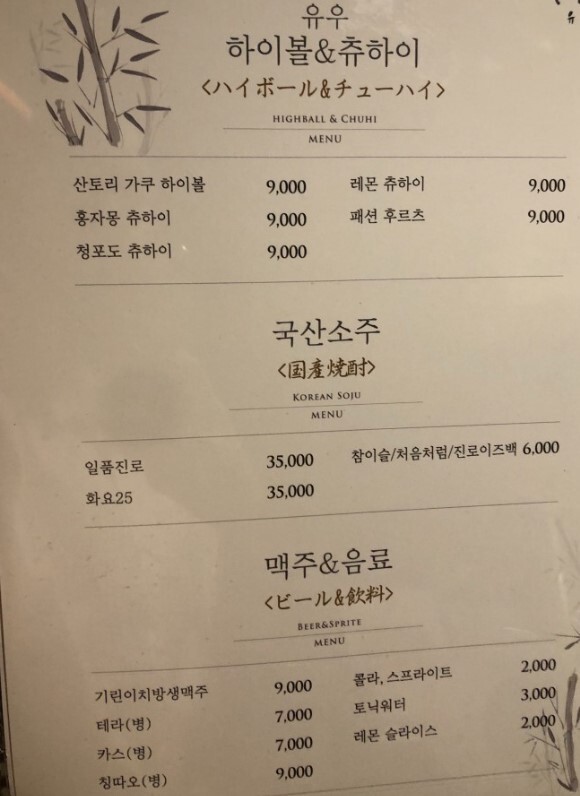 유우
하이볼&츄하이
<ハイボール&チューハイ>
HIGHBALL & CHUHI
MENU
산토리 가쿠 하이볼 9,000 레몬 츄하이 9,000
홍자몽 츄하이 9,000 패션 후르츠 9,000
청포도 츄하이 9,000
국산소주
<国産焼酎>
KOREAN SOJU
MENU
일품진로 35,000 참이슬/처음처럼/진로이즈백 6,000
화요25 35,000
맥주&음료
<ビール&飲料>
BEER&SPRITE
MENU
기린이치방생맥주 9,000 콜라, 스프라이트 2,000
테라(병) 7,000 토닉워터 3,000
카스(병) 7,000 레몬 슬라이스 2,000
칭따오(병) 9,000